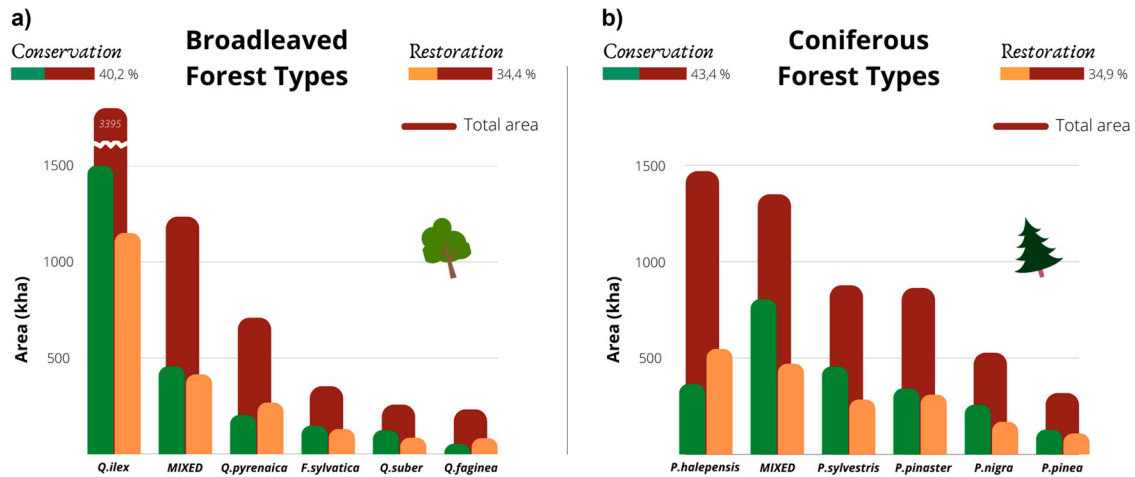 a)
Conservation
40,2 %
Broadleaved
Forest Types
Restoration
34,4 %
Total area
3395
1500
1000
500
Area (kha)
Q.ilex MIXED Q.pyrenaica F.sylvatica Q.suber Q.faginea
b)
Conservation
43,4 %
Coniferous
Forest Types
Restoration
34,9 %
Total area
1500
1000
500
Area (kha)
P.halepensis MIXED P.sylvestris P.pinaster P.nigra P.pinea